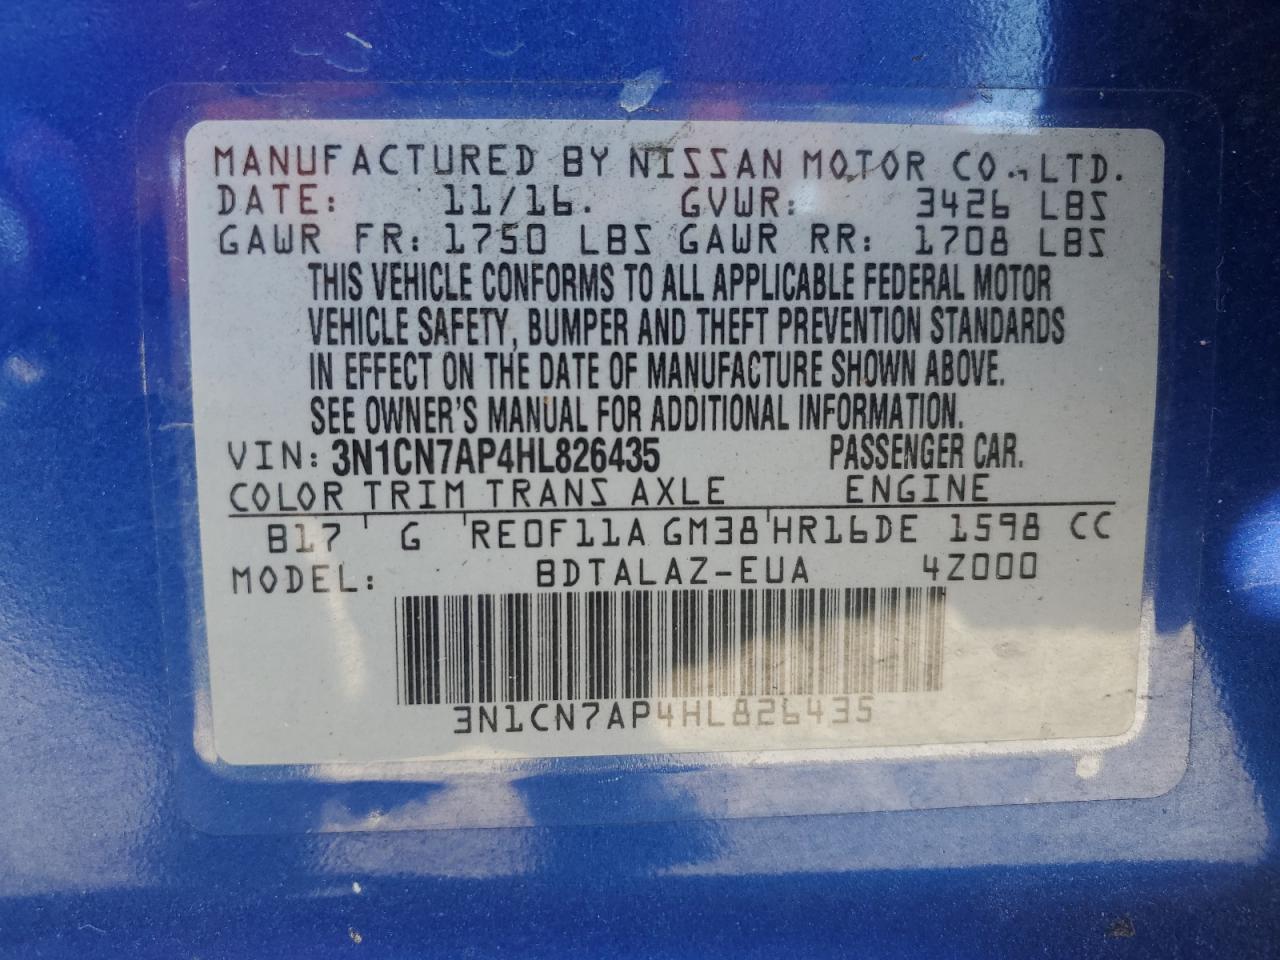 MANUFACTURED BY NISSAN MOTOR CO., LTD.
DATE: 11/16. GVWR: 3426 LBS
GAWR FR: 1750 LBS GAWR RR: 1708 LBS
THIS VEHICLE CONFORMS TO ALL APPLICABLE FEDERAL MOTOR
VEHICLE SAFETY, BUMPER AND THEFT PREVENTION STANDARDS
IN EFFECT ON THE DATE OF MANUFACTURE SHOWN ABOVE.
SEE OWNER'S MANUAL FOR ADDITIONAL INFORMATION.
VIN: 3N1CN7AP4HL826435 PASSENGER CAR.
COLOR TRIM TRANS AXLE ENGINE
B17 G RE0F11A GM38 HR16DE 1598 CC
MODEL: BDTALAZ-EUA 4Z000
3N1CN7AP4HL826435